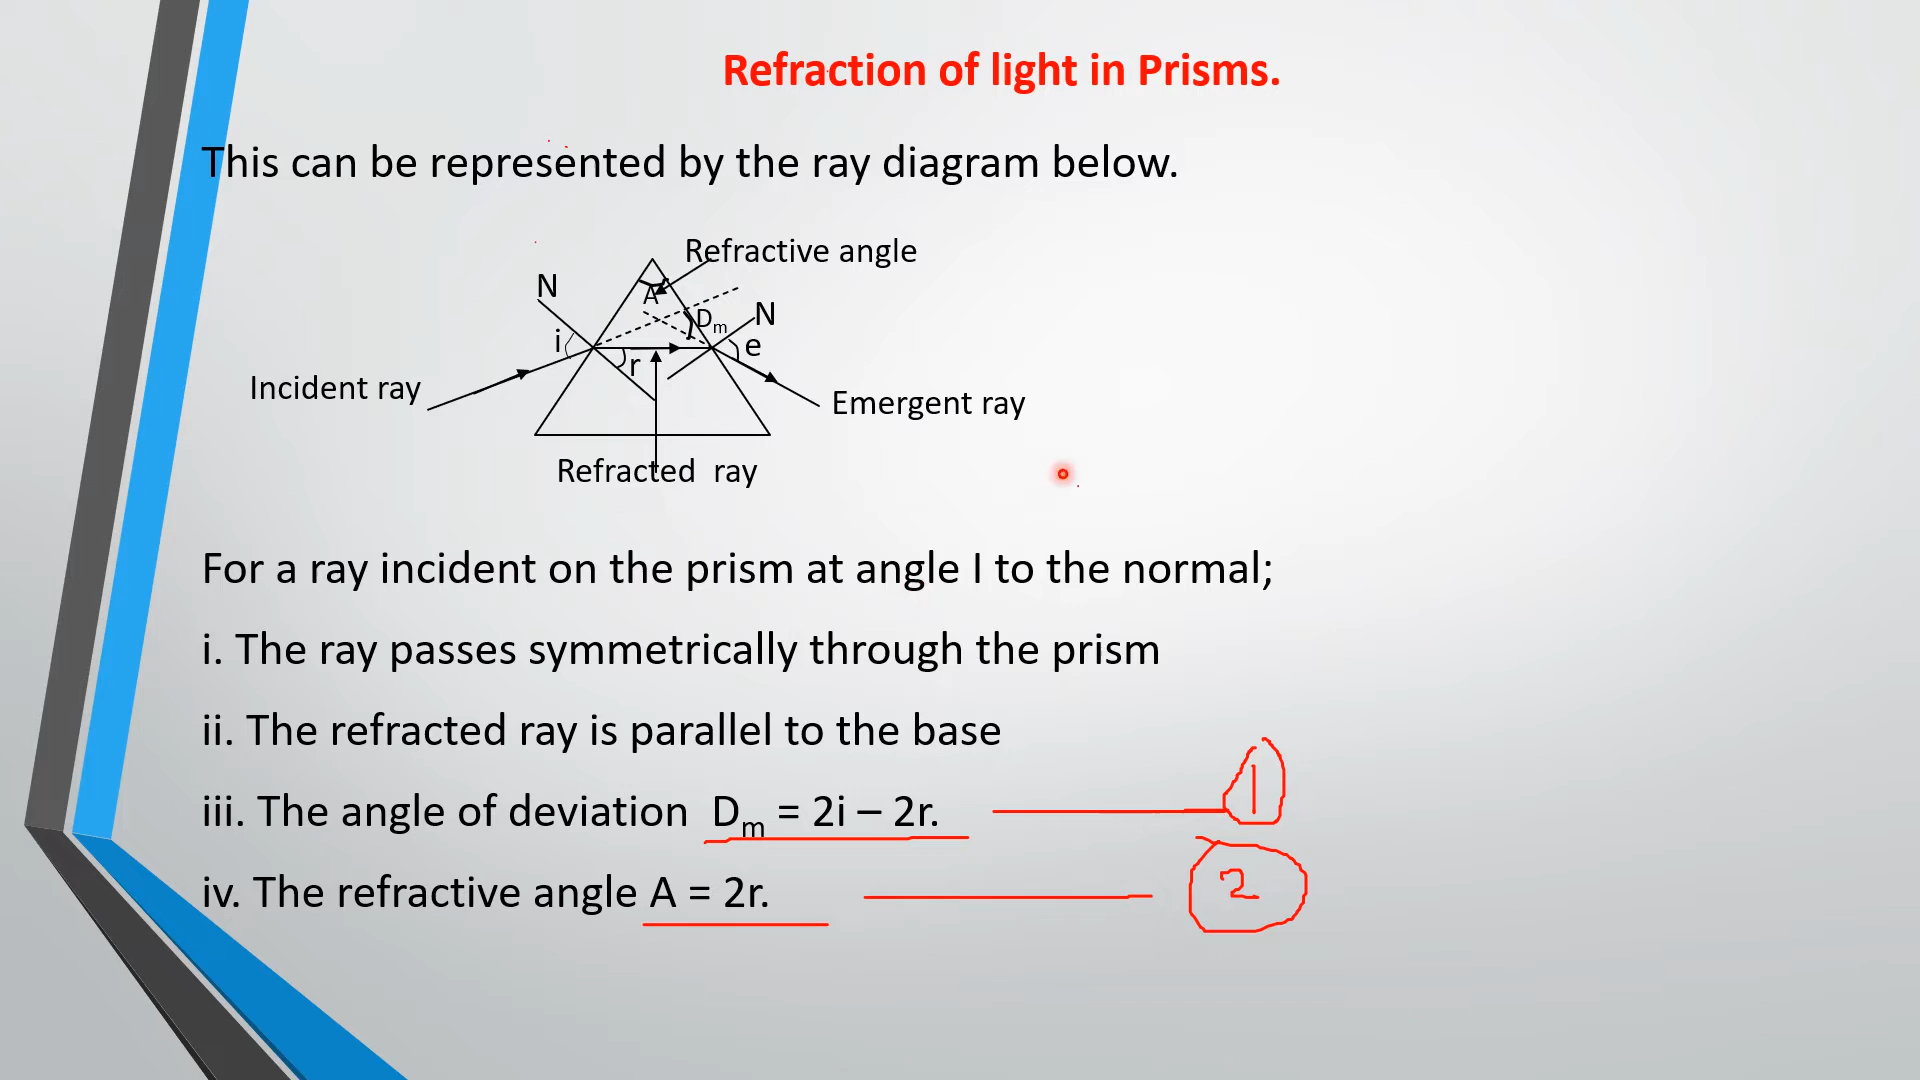 Refraction of light in Prisms.
This can be represented by the ray diagram below.
Refractive angle
N
A
N
Dm
i
e
r
Incident ray
Emergent ray
Refracted ray
For a ray incident on the prism at angle I to the normal;
i. The ray passes symmetrically through the prism
ii. The refracted ray is parallel to the base
iii. The angle of deviation Dm = 2i – 2r. 1
iv. The refractive angle A = 2r. 2